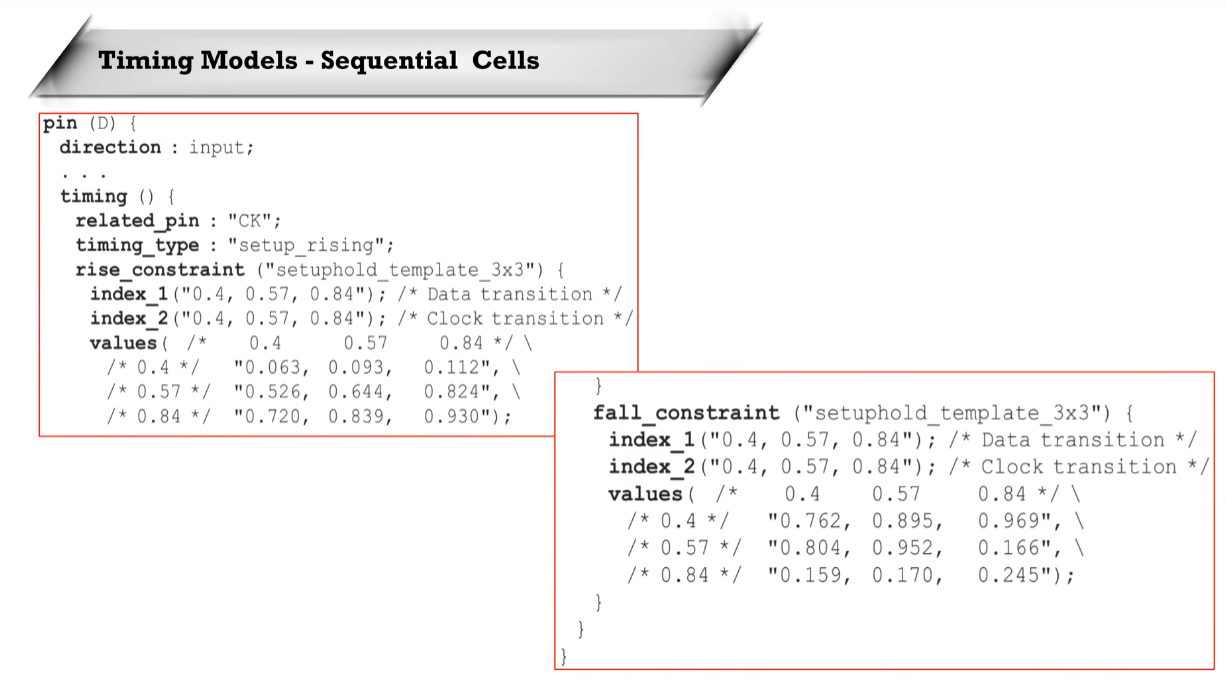 Timing Models - Sequential Cells
pin (D) {
direction : input;
. . .
timing () {
related_pin : "CK";
timing_type : "setup_rising";
rise_constraint ("setuphold_template_3x3") {
index_1("0.4, 0.57, 0.84"); /* Data transition */
index_2("0.4, 0.57, 0.84"); /* Clock transition */
values( /* 0.4 0.57 0.84 */ \
/* 0.4 */ "0.063, 0.093, 0.112", \
/* 0.57 */ "0.526, 0.644, 0.824", \
/* 0.84 */ "0.720, 0.839, 0.930");
}
fall_constraint ("setuphold_template_3x3") {
index_1("0.4, 0.57, 0.84"); /* Data transition */
index_2("0.4, 0.57, 0.84"); /* Clock transition */
values( /* 0.4 0.57 0.84 */ \
/* 0.4 */ "0.762, 0.895, 0.969", \
/* 0.57 */ "0.804, 0.952, 0.166", \
/* 0.84 */ "0.159, 0.170, 0.245");
}
}
}